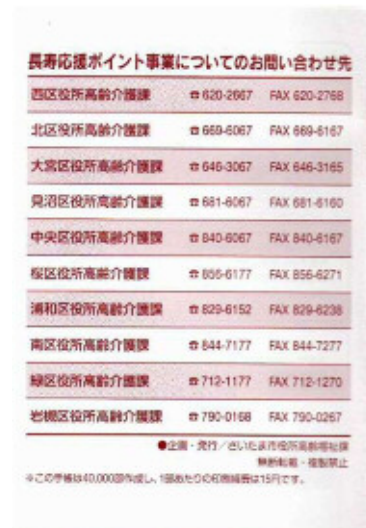 長寿応援ポイント事業についてのお問い合わせ先
西区役所高齢介護課 ☎620-2667 FAX 620-2768
北区役所高齢介護課 ☎669-6067 FAX 669-6167
大宮区役所高齢介護課 ☎646-3067 FAX 646-3165
見沼区役所高齢介護課 ☎681-6067 FAX 681-6160
中央区役所高齢介護課 ☎840-6067 FAX 840-6167
桜区役所高齢介護課 ☎856-6177 FAX 856-6271
浦和区役所高齢介護課 ☎829-6152 FAX 829-6238
南区役所高齢介護課 ☎844-7177 FAX 844-7277
緑区役所高齢介護課 ☎712-1177 FAX 712-1270
岩槻区役所高齢介護課 ☎790-0168 FAX 790-0267
●企画・発行/さいたま市役所高齢福祉課
無断転載・複製禁止
※この手帳は40,000部作成し、1部あたりの印刷経費は15円です。